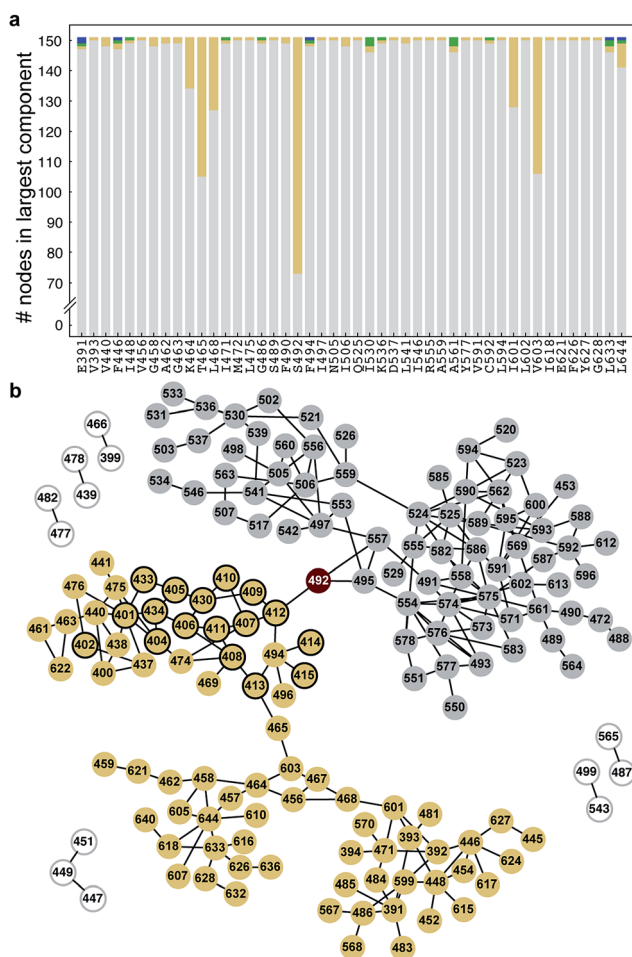 a
# nodes in largest component
150
140
130
120
110
100
90
80
70
0
E391
V393
V440
F446
I448
V456
G458
A462
G463
K464
T465
L468
I471
M472
L475
G486
S489
F490
S492
F494
I497
N505
I506
Q525
I530
K536
D537
L541
I546
R555
A559
A561
Y577
D591
C592
L594
I601
L602
V603
I618
E621
F626
Y627
G628
L633
L644
b
533
502
531 536 530 521
466
399
537 539 526
503 498 560 556
478
439
563 505 559
534 546 541 506
482
477
507 517 553
542 497
557
492 495
520
594
523
585 590 562 453
600
524 525 589 595 593 588
555 582 586 569 587 592 612
529 491 558 591 602 613 596
554 574 575 561 490 472
576 573 571 489 488
578 493 583 564
551 577
550
441
476 475 433 405 410
440 401 434 430 409
461 463 406 411 407 412
402 438 404
622 400 437 474 408 494 414
469 413 415
496
465
603
459 621 462 458 464 467
457 456 468 601
605 644 610
640 618 633 616
607 628 626 636
632
570 393 481
394 471 392 446 627 445
484 599 448 454 624
485 391 617
567 486 452 615
568 483
565
499 487
543
451
449
447